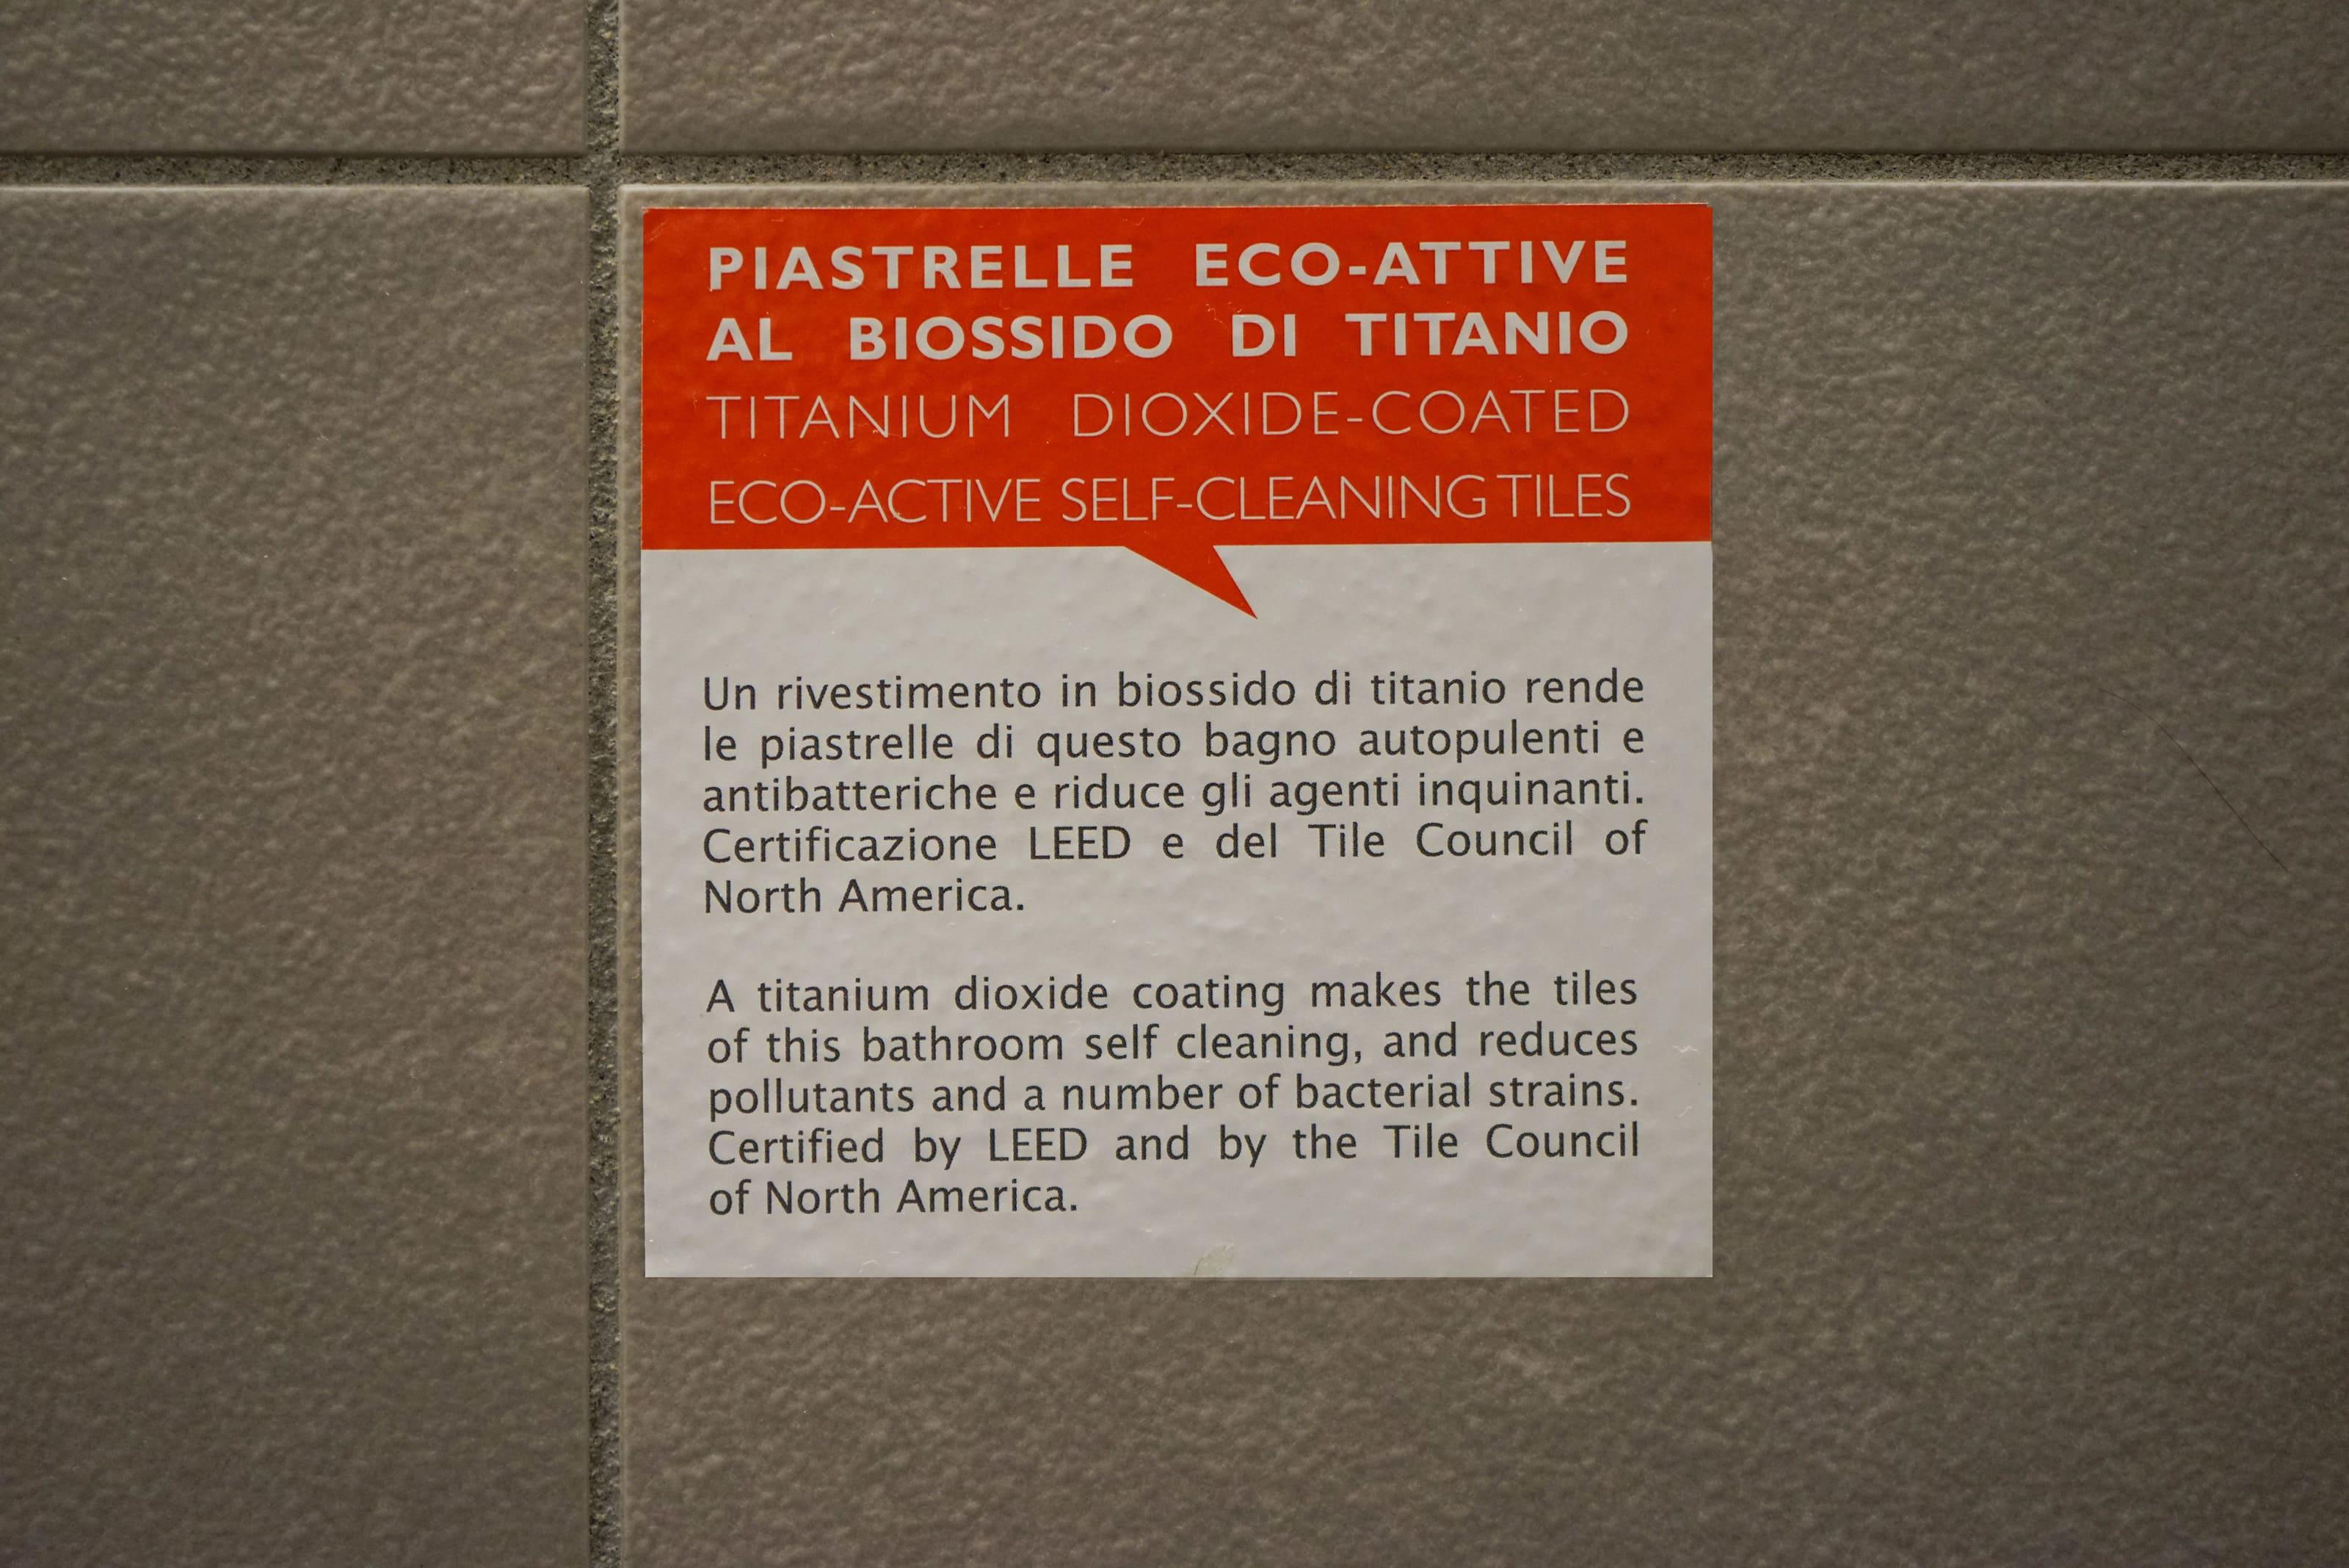 PIASTRELLE ECO-ATTIVE
AL BIOSSIDO DI TITANIO
TITANIUM DIOXIDE-COATED
ECO-ACTIVE SELF-CLEANING TILES
Un rivestimento in biossido di titanio rende
le piastrelle di questo bagno autopulenti e
antibatteriche e riduce gli agenti inquinanti.
Certificazione LEED e del Tile Council of
North America.
A titanium dioxide coating makes the tiles
of this bathroom self cleaning, and reduces
pollutants and a number of bacterial strains.
Certified by LEED and by the Tile Council
of North America.